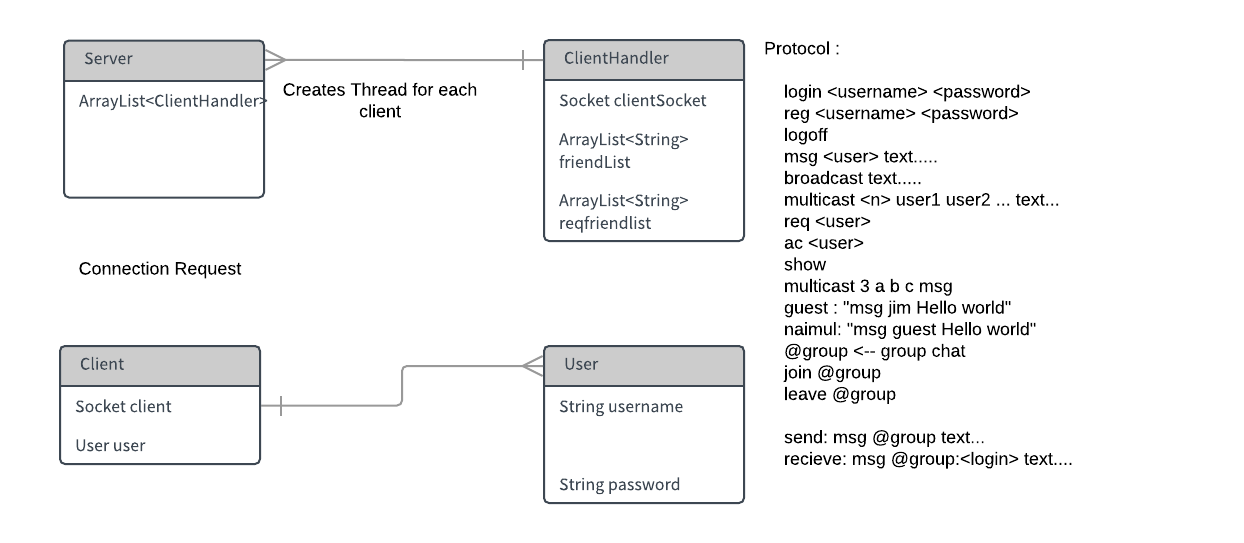 Server
ArrayList<ClientHandler>
Creates Thread for each
client
ClientHandler
Socket clientSocket
ArrayList<String>
friendList
ArrayList<String>
reqfriendlist
Connection Request
Client
Socket client
User user
User
String username
String password
Protocol :
login <username> <password>
reg <username> <password>
logoff
msg <user> text.....
broadcast text.....
multicast <n> user1 user2 ... text...
req <user>
ac <user>
show
multicast 3 a b c msg
guest : "msg jim Hello world"
naimul: "msg guest Hello world"
@group <-- group chat
join @group
leave @group
send: msg @group text...
recieve: msg @group:<login> text....